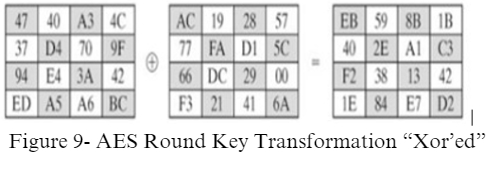 47 40 A3 4C AC 19 28 57 EB 59 8B 1B
37 D4 70 9F ⊕ 77 FA D1 5C = 40 2E A1 C3
94 E4 3A 42 66 DC 29 00 F2 38 13 42
ED A5 A6 BC F3 21 41 6A 1E 84 E7 D2
Figure 9- AES Round Key Transformation “Xor’ed”